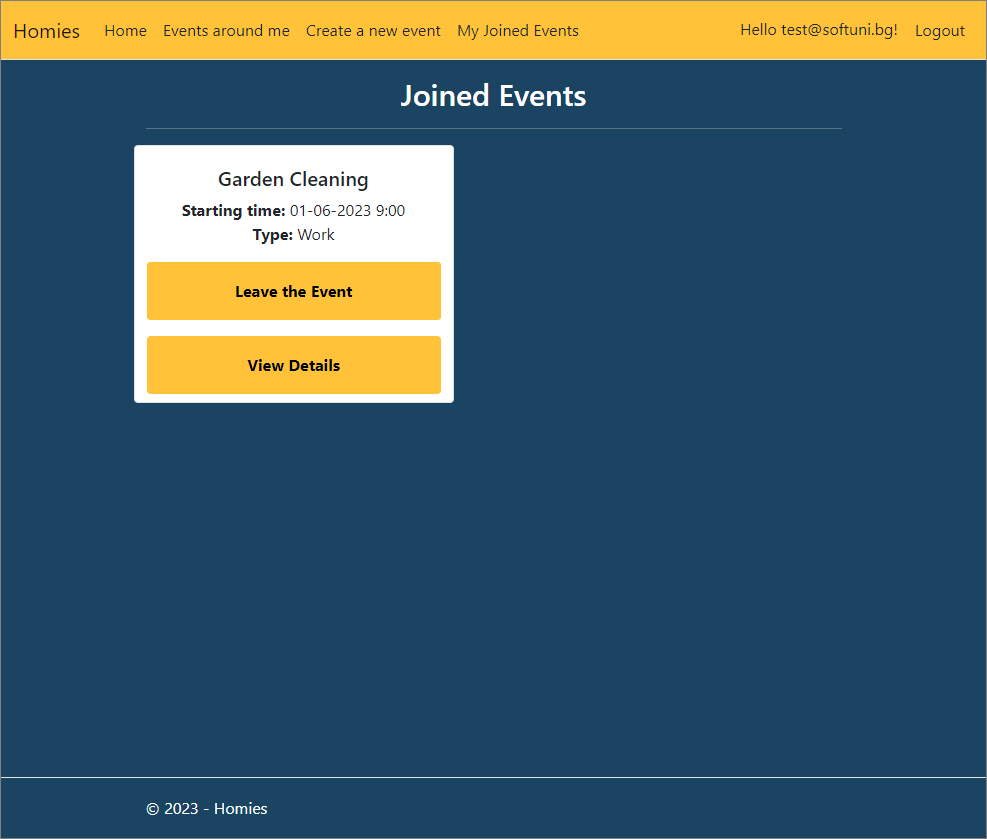 Homies Home Events around me Create a new event My Joined Events Hello test@softuni.bg! Logout
Joined Events
Garden Cleaning
Starting time: 01-06-2023 9:00
Type: Work
Leave the Event
View Details
© 2023 - Homies